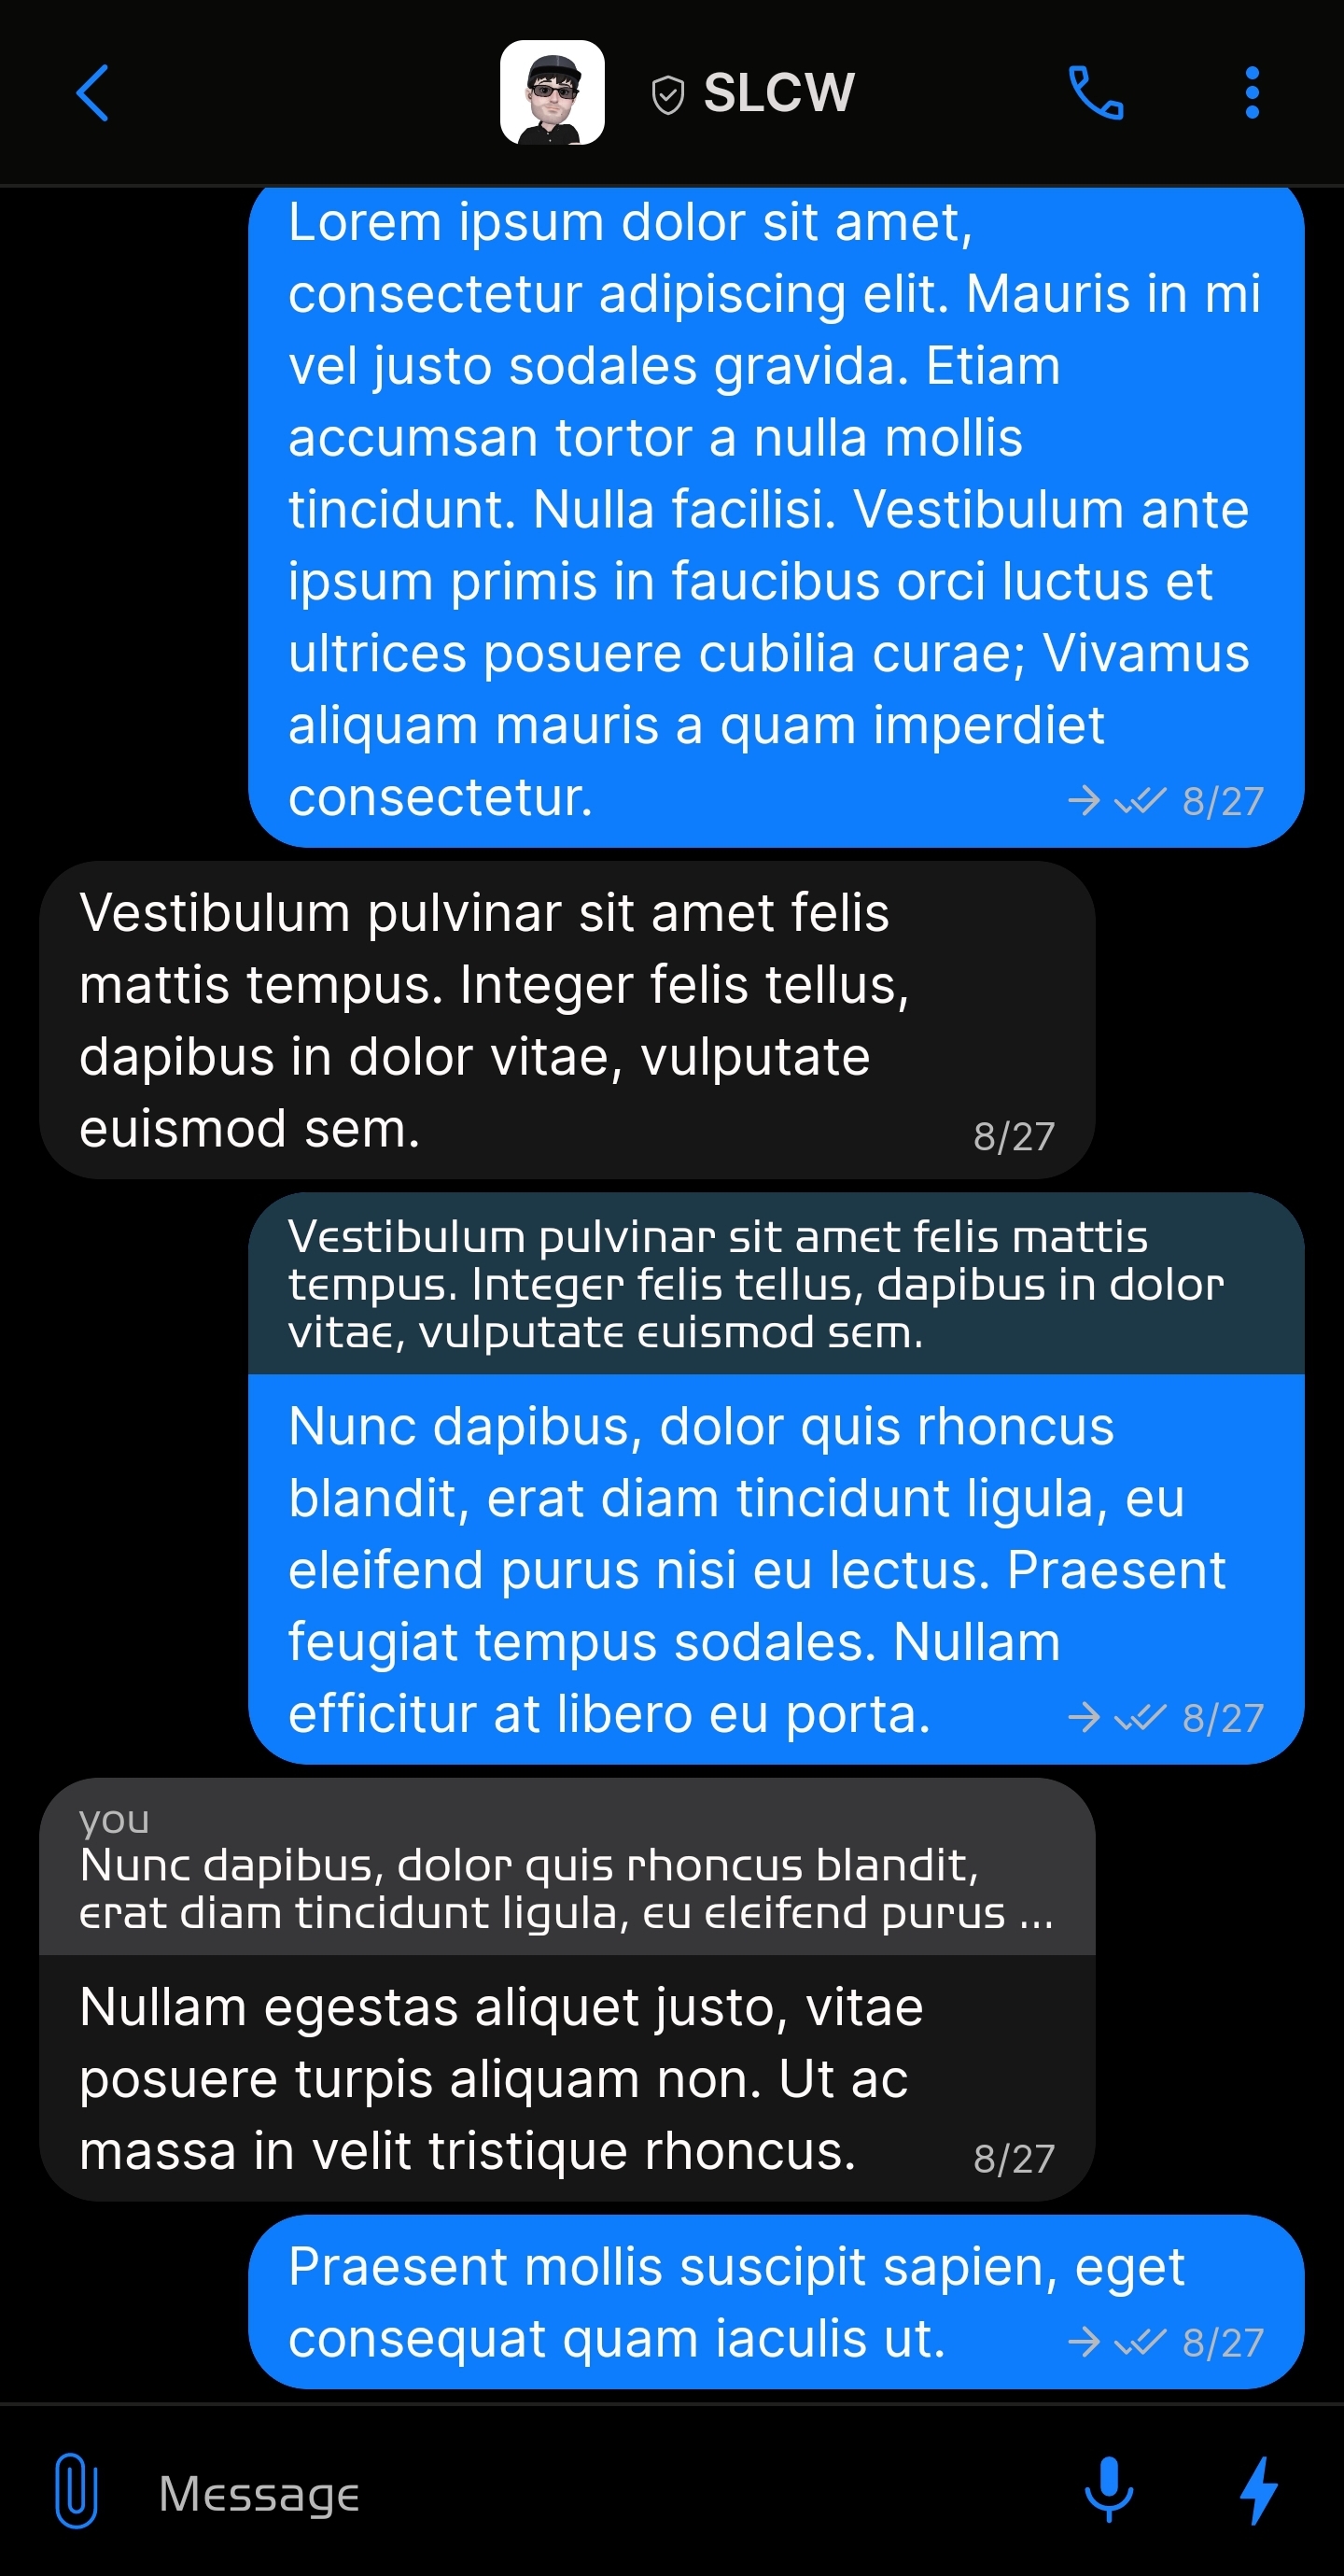 SLCW
Lorem ipsum dolor sit amet,
consectetur adipiscing elit. Mauris in mi
vel justo sodales gravida. Etiam
accumsan tortor a nulla mollis
tincidunt. Nulla facilisi. Vestibulum ante
ipsum primis in faucibus orci luctus et
ultrices posuere cubilia curae; Vivamus
aliquam mauris a quam imperdiet
consectetur. 8/27
Vestibulum pulvinar sit amet felis
mattis tempus. Integer felis tellus,
dapibus in dolor vitae, vulputate
euismod sem. 8/27
Vestibulum pulvinar sit amet felis mattis
tempus. Integer felis tellus, dapibus in dolor
vitae, vulputate euismod sem.
Nunc dapibus, dolor quis rhoncus
blandit, erat diam tincidunt ligula, eu
eleifend purus nisi eu lectus. Praesent
feugiat tempus sodales. Nullam
efficitur at libero eu porta. 8/27
you
Nunc dapibus, dolor quis rhoncus blandit,
erat diam tincidunt ligula, eu eleifend purus ...
Nullam egestas aliquet justo, vitae
posuere turpis aliquam non. Ut ac
massa in velit tristique rhoncus. 8/27
Praesent mollis suscipit sapien, eget
consequat quam iaculis ut. 8/27
Message